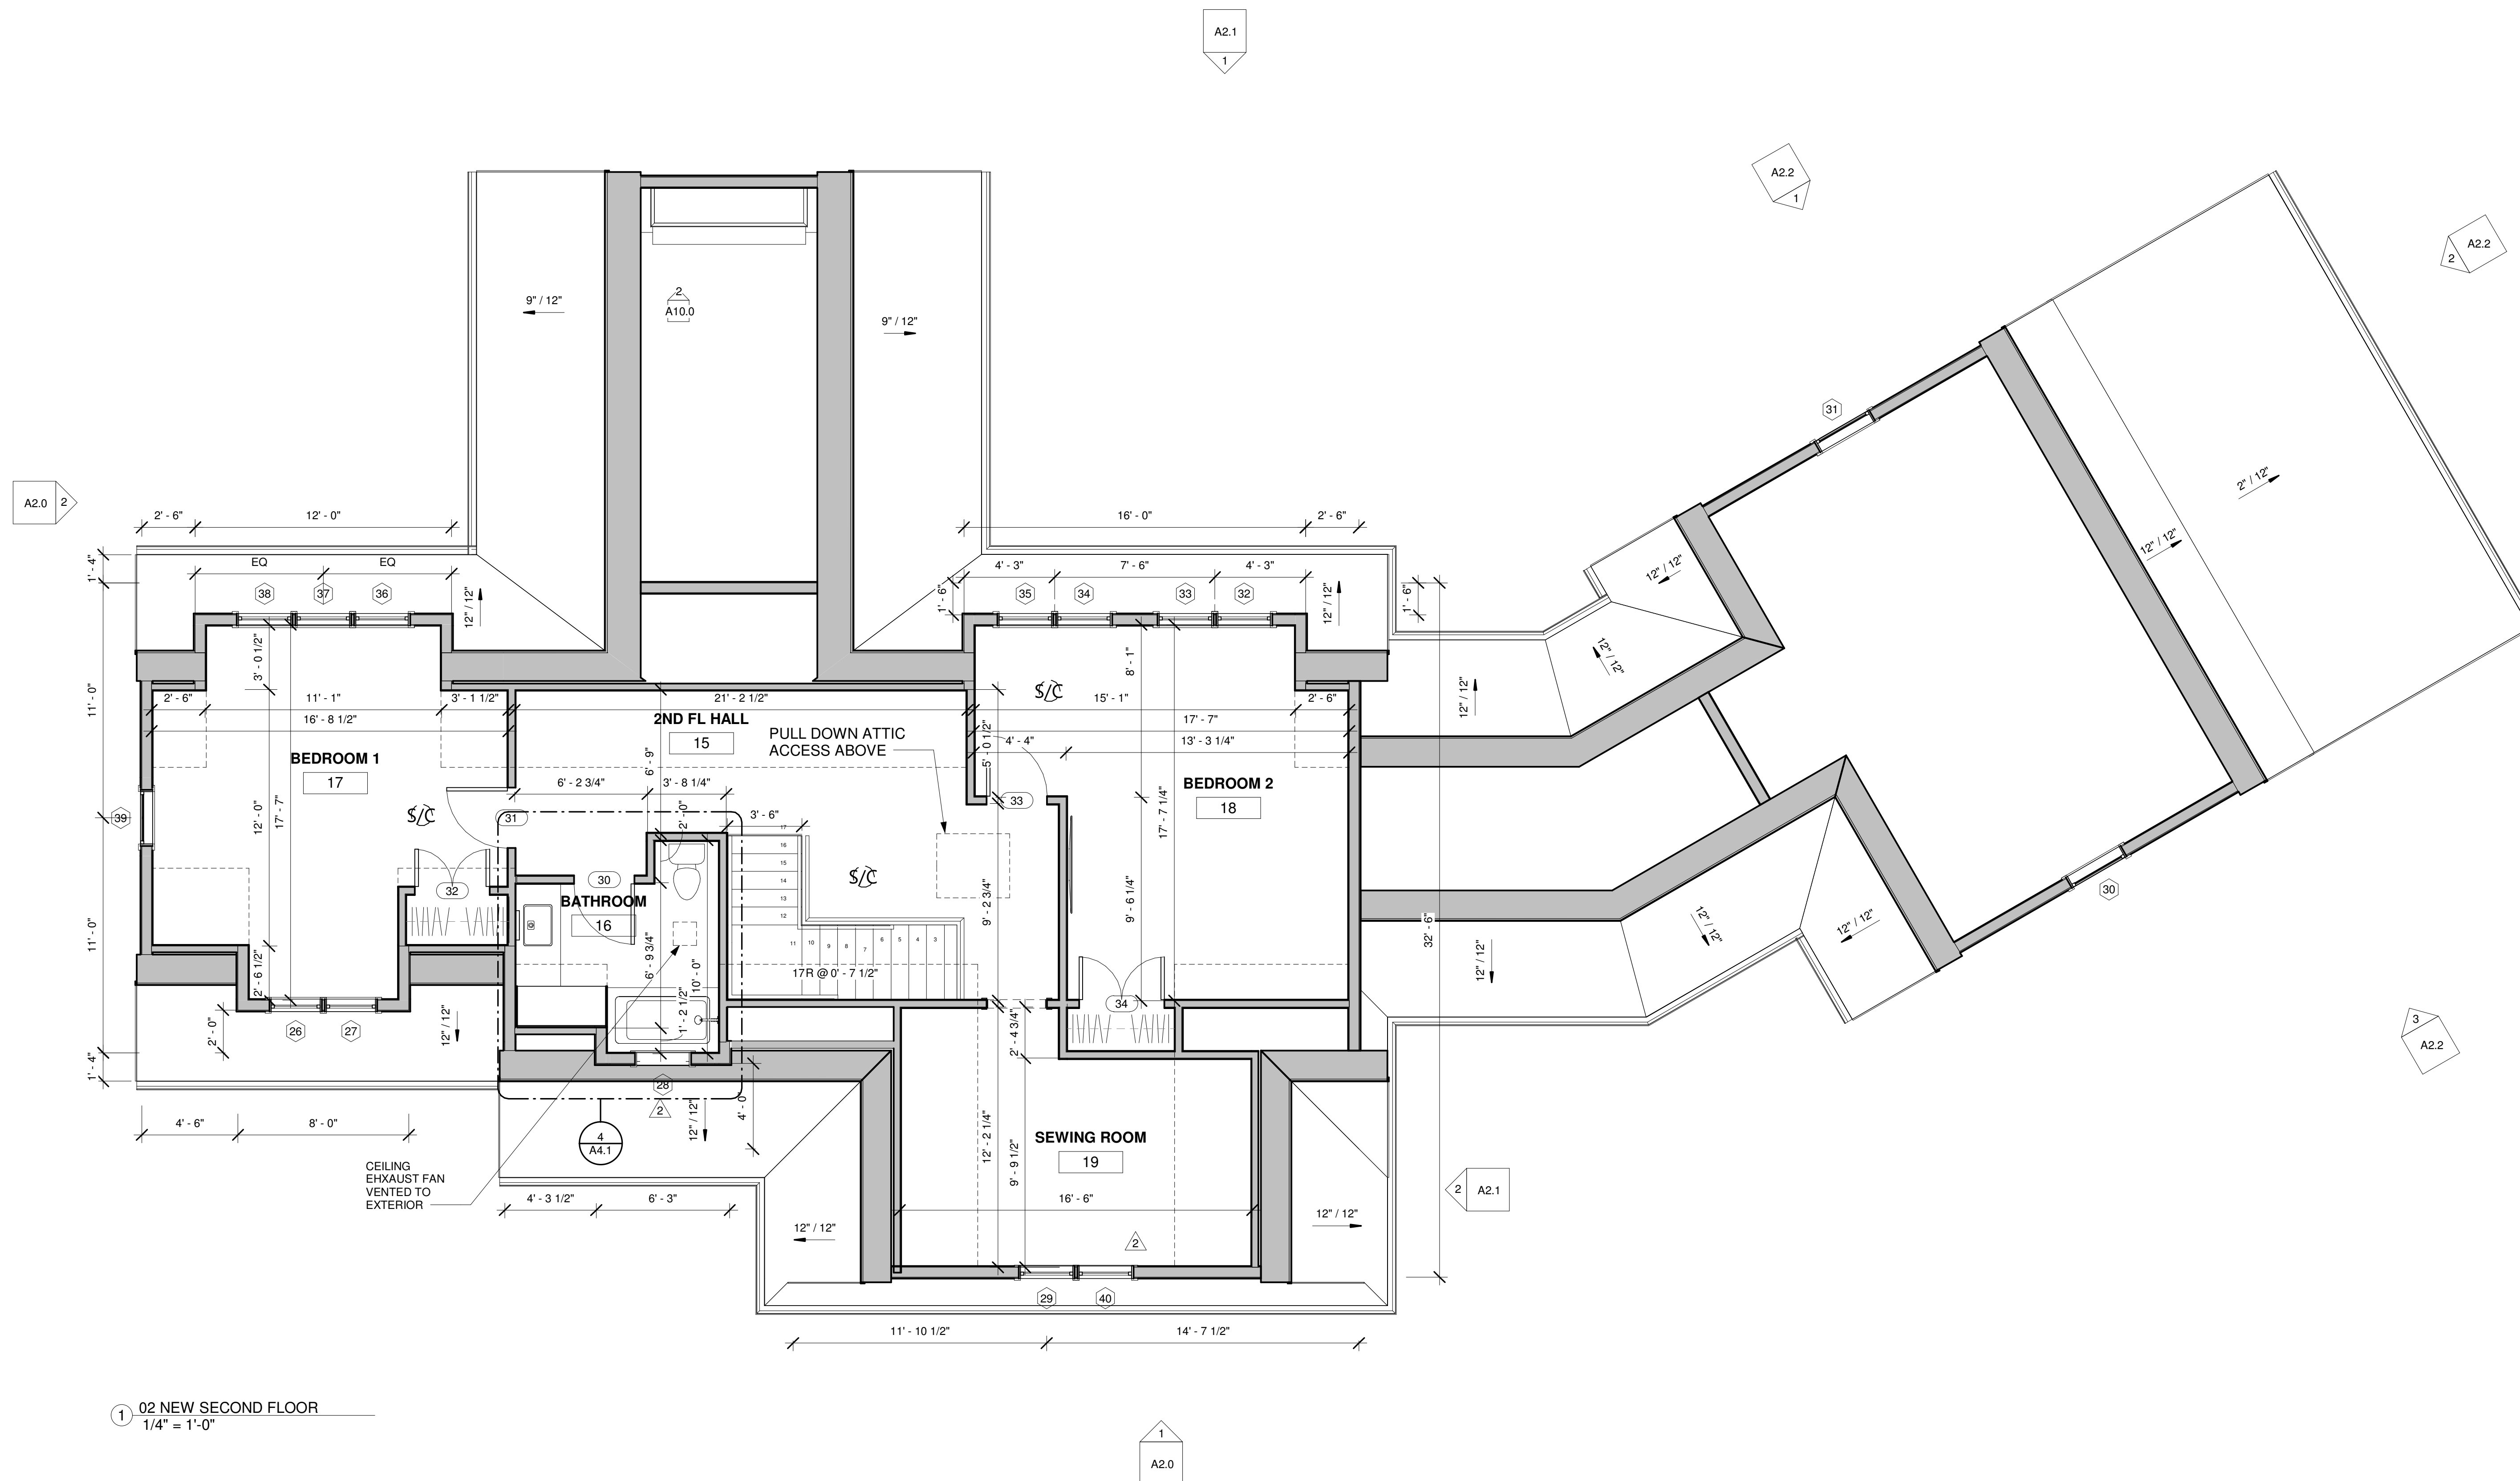 A2.1
1
A2.2
1
A2.2
2
9" / 12"
2
A10.0
9" / 12"
31
2" / 12"
A2.0
2
2' - 6"
12' - 0"
16' - 0"
2' - 6"
12" / 12"
1' - 4"
EQ
EQ
4' - 3"
7' - 6"
4' - 3"
12" / 12"
38
37
36
12" / 12"
1' - 6"
35
34
33
32
12" / 12"
1' - 6"
12" / 12"
3' - 0 1/2"
8' - 1"
11' - 0"
2' - 6"
11' - 1"
3' - 1 1/2"
21' - 2 1/2"
S/C
15' - 1"
2' - 6"
12" / 12"
16' - 8 1/2"
2ND FL HALL
15
17' - 7"
PULL DOWN ATTIC
ACCESS ABOVE
5' - 0 1/2"
4' - 4"
13' - 3 1/4"
BEDROOM 1
17
6' - 9"
6' - 2 3/4"
3' - 8 1/4"
BEDROOM 2
18
33
39
12' - 0"
17' - 7"
S/C
31
2' - 0"
3' - 6"
17' - 7 1/4"
17
16
15
14
13
12
S/C
32
30
BATHROOM
16
9' - 2 3/4"
9' - 6 1/4"
30
32' - 6"
12" / 12"
12" / 12"
11' - 0"
6' - 9 3/4"
10' - 0"
11
10
9
8
7
6
5
4
3
17R @ 0' - 7 1/2"
12" / 12"
2' - 6 1/2"
34
26
27
2' - 0"
12" / 12"
1' - 2 1/2"
2' - 4 3/4"
3
A2.2
1' - 4"
28
2
12" / 12"
4' - 0"
4' - 6"
8' - 0"
4
A4.1
12' - 2 1/4"
9' - 9 1/2"
SEWING ROOM
19
CEILING
EHXAUST FAN
VENTED TO
EXTERIOR
4' - 3 1/2"
6' - 3"
16' - 6"
2
A2.1
12" / 12"
12" / 12"
2
29
40
11' - 10 1/2"
14' - 7 1/2"
1
02 NEW SECOND FLOOR
1/4" = 1'-0"
1
A2.0